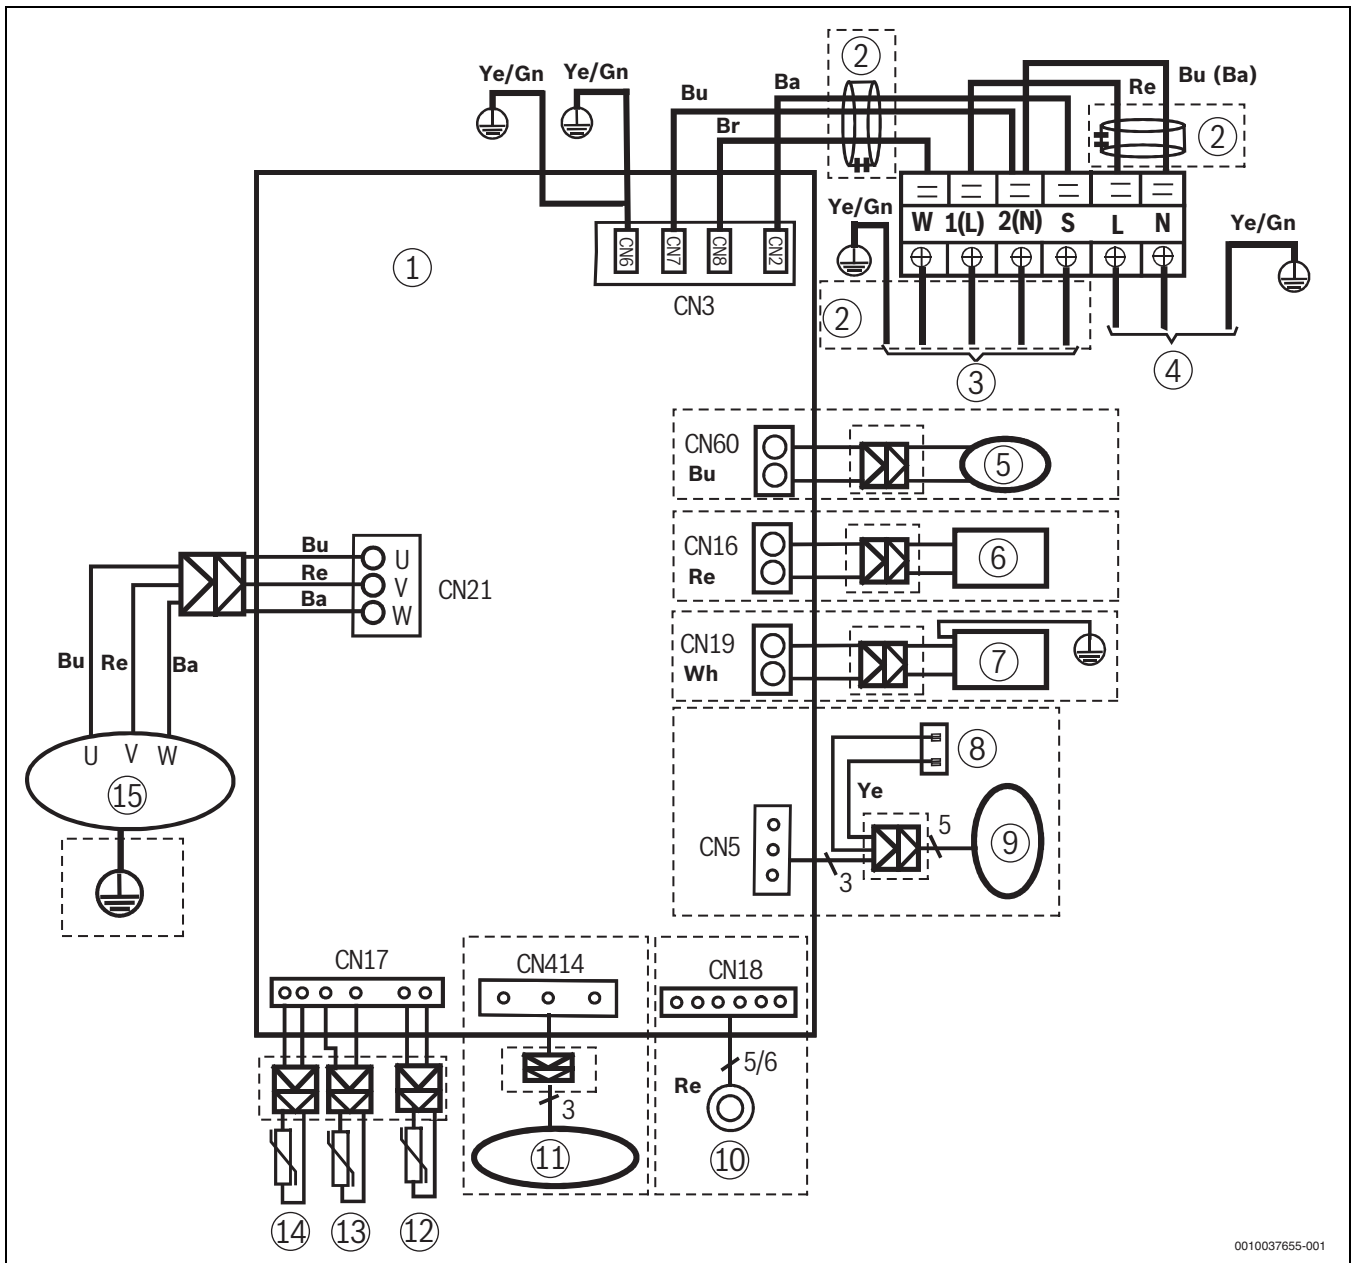 2
Ye/Gn Ye/Gn
Ba
Bu (Ba)
Re
Bu
2
Br
Ye/Gn
W 1(L) 2(N) S L N
Ye/Gn
CN6 CN7 CN8 CN2
1
CN3
2
3
4
CN60
Bu
5
CN16
Re
6
Bu
U
Re
V
CN21
Ba
W
CN19
Wh
7
Bu Re Ba
8
U V W
Ye
15
CN5
5
9
3
CN17
CN414
CN18
5/6
Re
3
11
10
14 13 12
0010037655-001